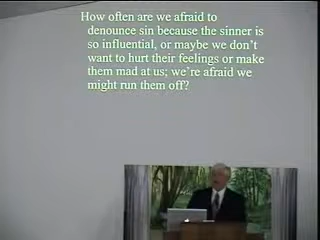 How often are we afraid to
denounce sin because the sinner is
so influential, or maybe we don't
want to hurt their feelings or make
them mad at us; we're afraid we
might run them off?